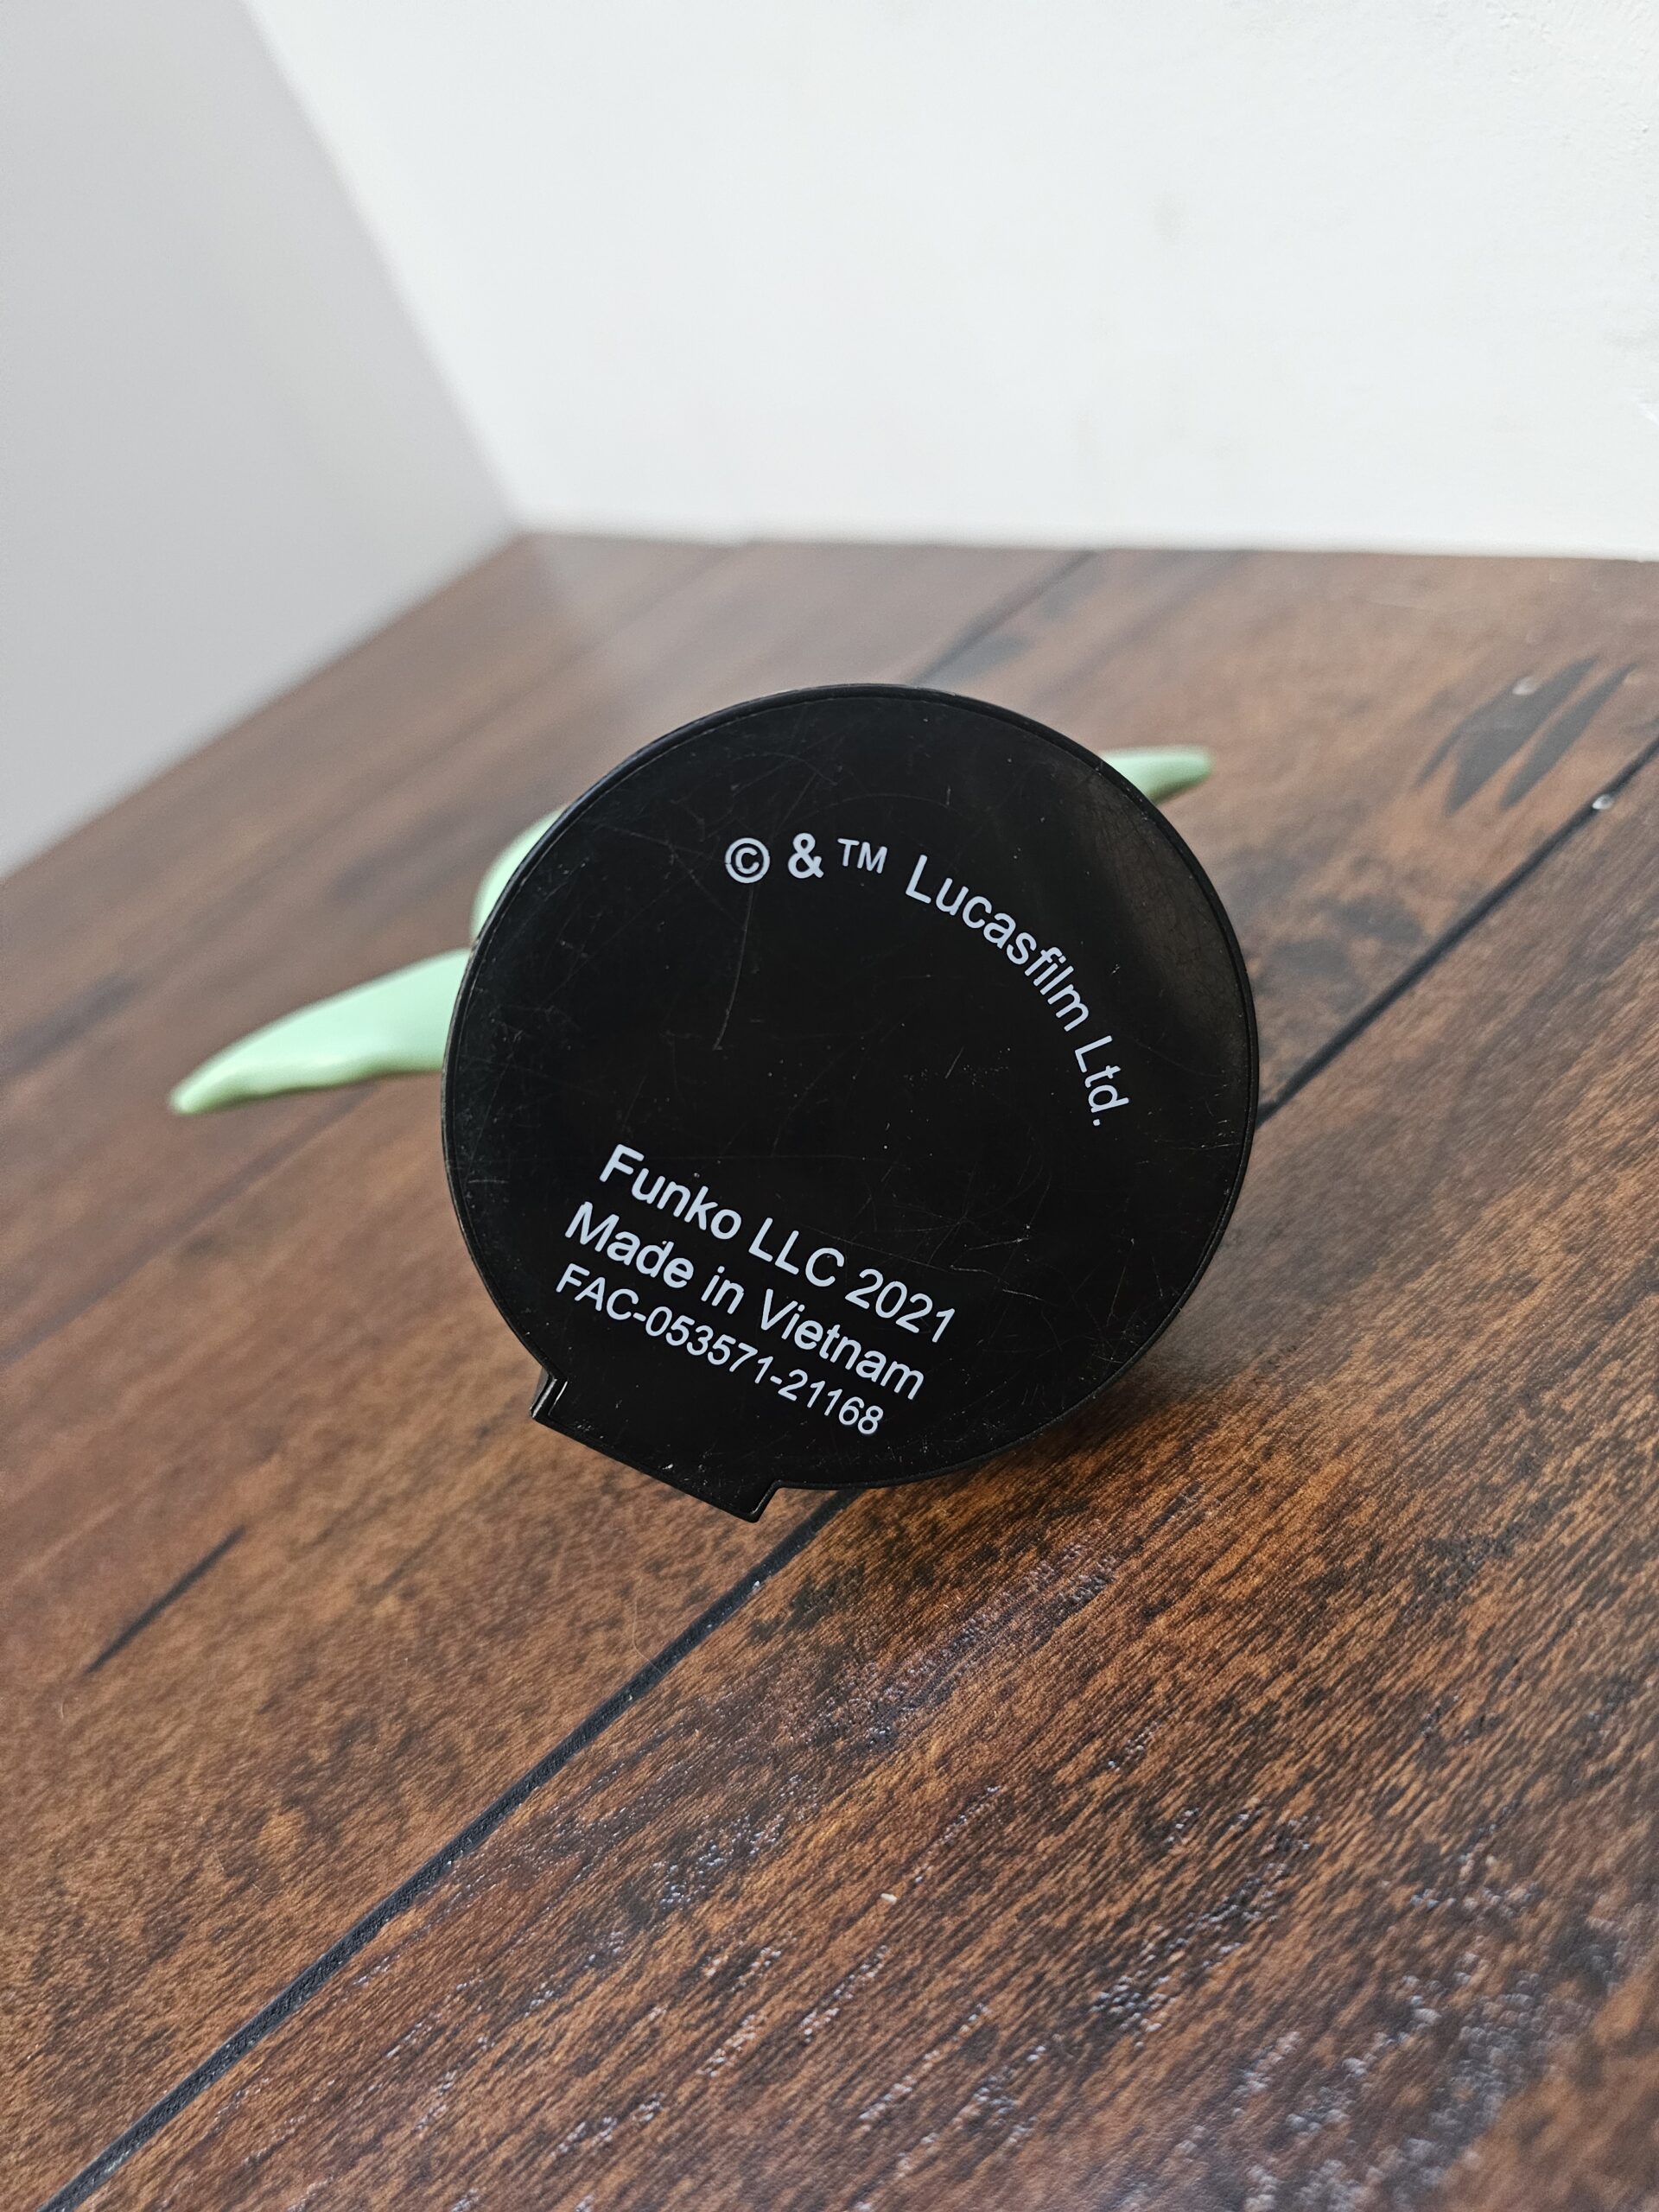 © & ™ Lucasfilm Ltd.
Funko LLC 2021
Made in Vietnam
FAC-053571-21168